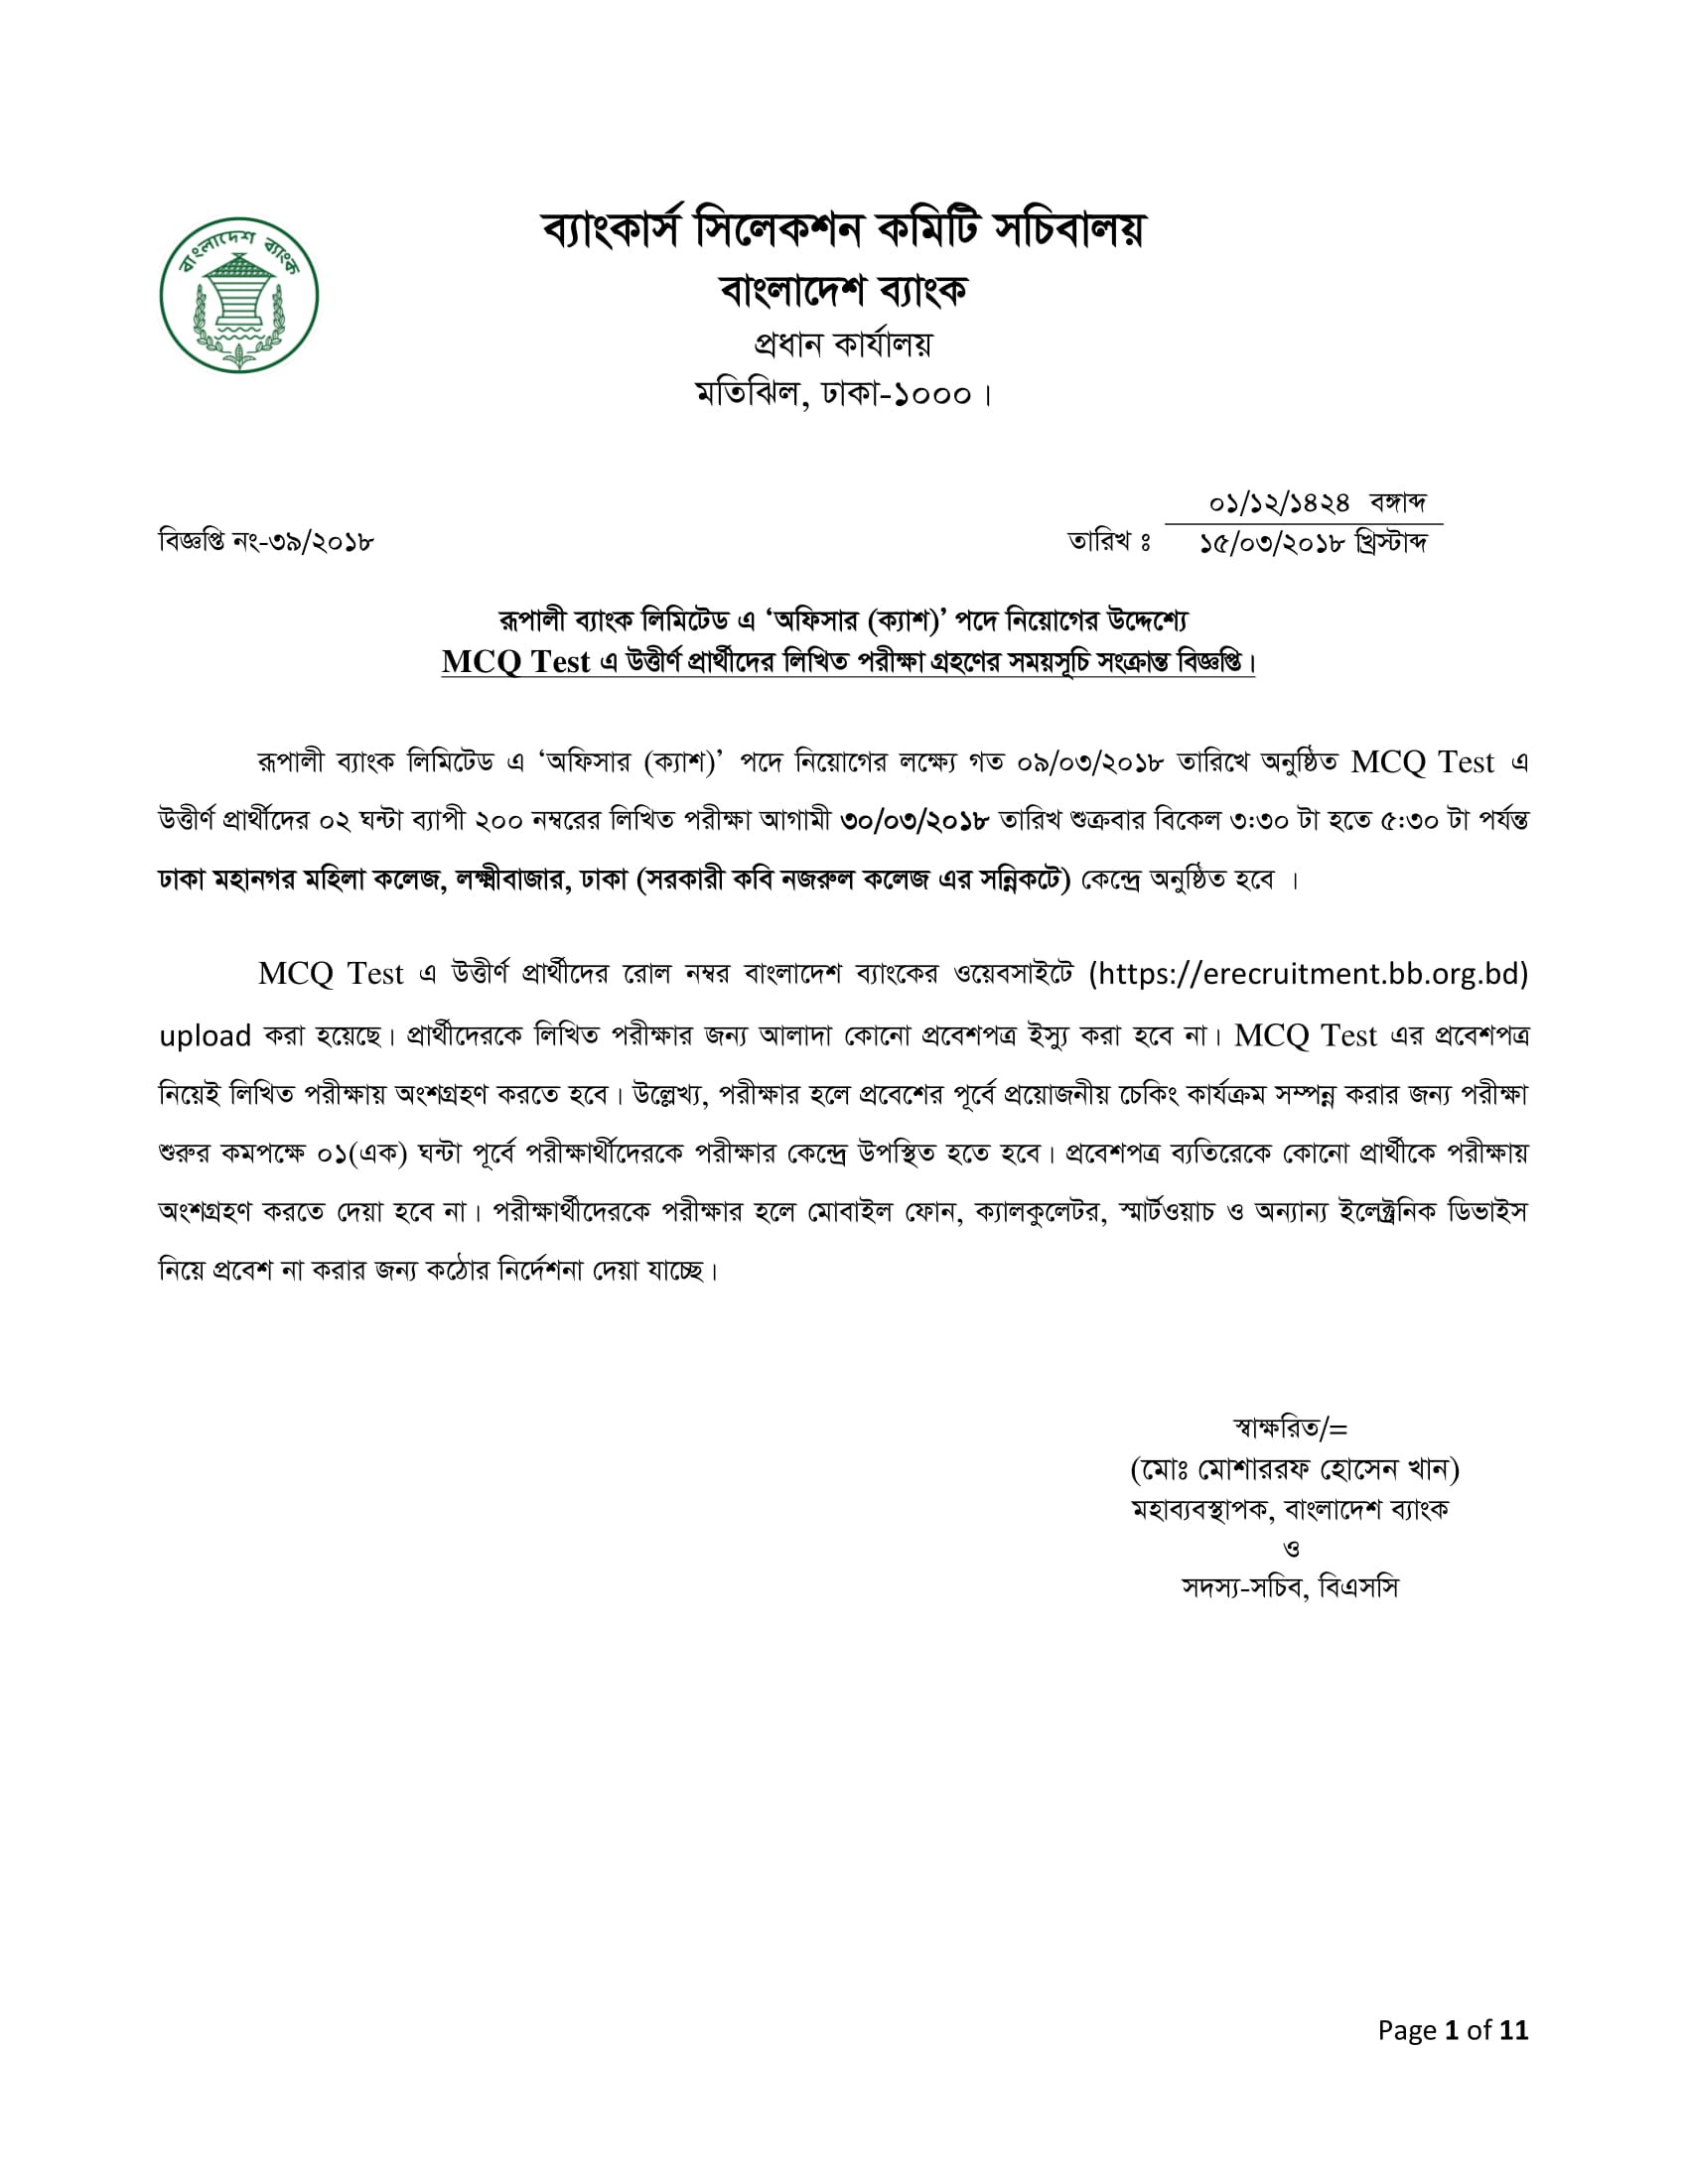 বাংলাদেশ ব্যাংক
ব্যাংকার্স সিলেকশন কমিটি সচিবালয়
বাংলাদেশ ব্যাংক
প্রধান কার্যালয়
মতিঝিল, ঢাকা-১০০০।
০১/১২/১৪২৪ বঙ্গাব্দ
বিজ্ঞপ্তি নং-৩৯/২০১৮ তারিখ ঃ ১৫/০৩/২০১৮ খ্রিস্টাব্দ
রূপালী ব্যাংক লিমিটেড এ ‘অফিসার (ক্যাশ)’ পদে নিয়োগের উদ্দেশ্যে
MCQ Test এ উত্তীর্ণ প্রার্থীদের লিখিত পরীক্ষা গ্রহণের সময়সূচি সংক্রান্ত বিজ্ঞপ্তি।
রূপালী ব্যাংক লিমিটেড এ ‘অফিসার (ক্যাশ)’ পদে নিয়োগের লক্ষ্যে গত ০৯/০৩/২০১৮ তারিখে অনুষ্ঠিত MCQ Test এ
উত্তীর্ণ প্রার্থীদের ০২ ঘন্টা ব্যাপী ২০০ নম্বরের লিখিত পরীক্ষা আগামী ৩০/০৩/২০১৮ তারিখ শুক্রবার বিকেল ৩:৩০ টা হতে ৫:৩০ টা পর্যন্ত
ঢাকা মহানগর মহিলা কলেজ, লক্ষ্মীবাজার, ঢাকা (সরকারী কবি নজরুল কলেজ এর সন্নিকটে) কেন্দ্রে অনুষ্ঠিত হবে ।
MCQ Test এ উত্তীর্ণ প্রার্থীদের রোল নম্বর বাংলাদেশ ব্যাংকের ওয়েবসাইটে (https://erecruitment.bb.org.bd)
upload করা হয়েছে। প্রার্থীদেরকে লিখিত পরীক্ষার জন্য আলাদা কোনো প্রবেশপত্র ইস্যু করা হবে না। MCQ Test এর প্রবেশপত্র
নিয়েই লিখিত পরীক্ষায় অংশগ্রহণ করতে হবে। উল্লেখ্য, পরীক্ষার হলে প্রবেশের পূর্বে প্রয়োজনীয় চেকিং কার্যক্রম সম্পন্ন করার জন্য পরীক্ষা
শুরুর কমপক্ষে ০১(এক) ঘন্টা পূর্বে পরীক্ষার্থীদেরকে পরীক্ষার কেন্দ্রে উপস্থিত হতে হবে। প্রবেশপত্র ব্যতিরেকে কোনো প্রার্থীকে পরীক্ষায়
অংশগ্রহণ করতে দেয়া হবে না। পরীক্ষার্থীদেরকে পরীক্ষার হলে মোবাইল ফোন, ক্যালকুলেটর, স্মার্টওয়াচ ও অন্যান্য ইলেক্ট্রনিক ডিভাইস
নিয়ে প্রবেশ না করার জন্য কঠোর নির্দেশনা দেয়া যাচ্ছে।
স্বাক্ষরিত/=
(মোঃ মোশাররফ হোসেন খান)
মহাব্যবস্থাপক, বাংলাদেশ ব্যাংক
ও
সদস্য-সচিব, বিএসসি
Page 1 of 11